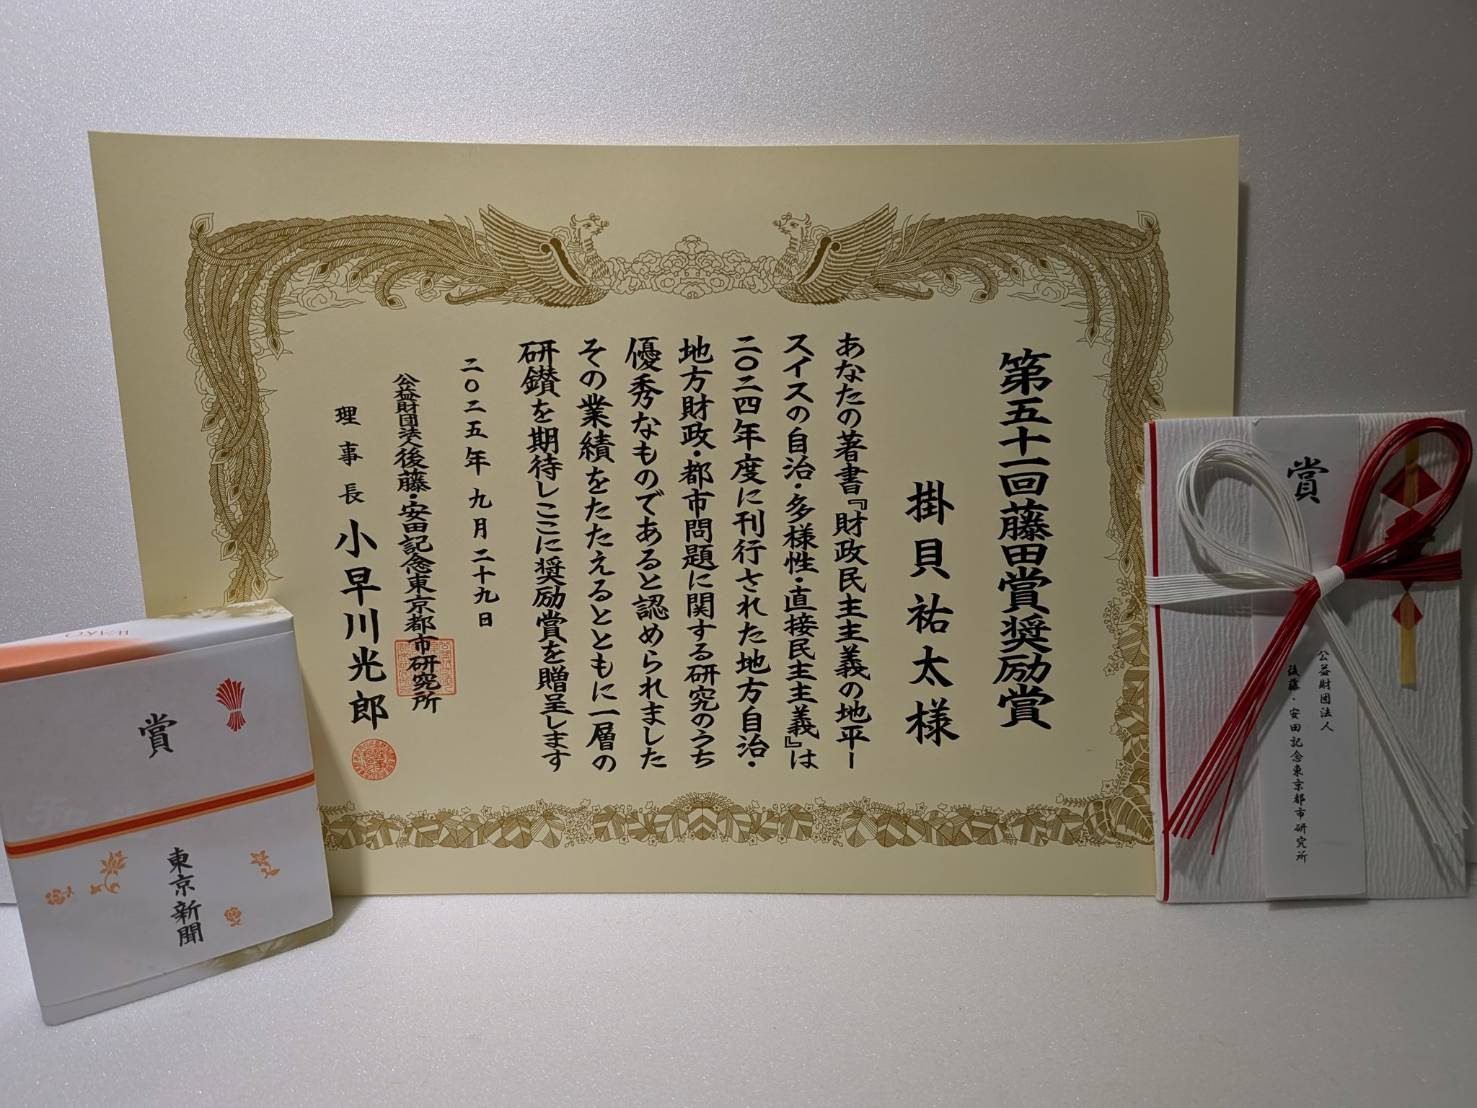 第五十一回藤田賞奨励賞
掛貝祐太様
あなたの著書『財政民主主義の地平―
スイスの自治・多様性・直接民主主義』は
二〇二四年度に刊行された地方自治・
地方財政・都市問題に関する研究のうち
優秀なものであると認められました
その業績をたたえるとともに一層の
研鑚を期待しここに奨励賞を贈呈します
二〇二五年九月二十九日
公益財団法人後藤・安田記念東京都市研究所
理事長 小早川光郎
賞
公益財団法人
後藤・安田記念東京都市研究所
賞
東京新聞